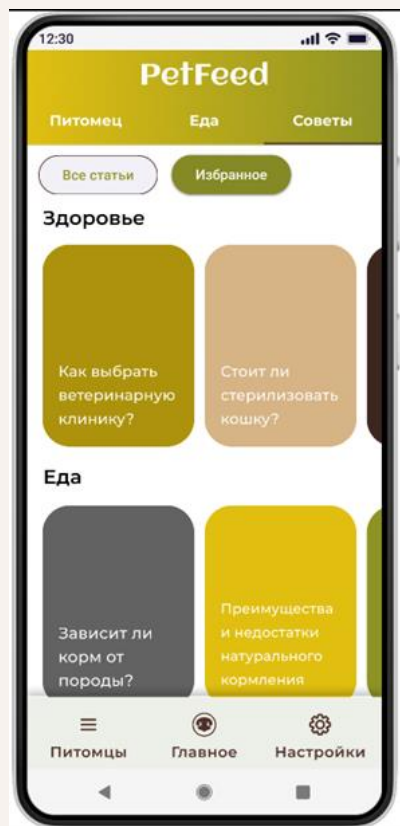 12:30
PetFeed
Питомец Еда Советы
Все статьи Избранное
Здоровье
Как выбрать
ветеринарную
клинику?
Стоит ли
стерилизовать
кошку?
Еда
Зависит ли
корм от
породы?
Преимущества
и недостатки
натурального
кормления
Питомцы Главное Настройки